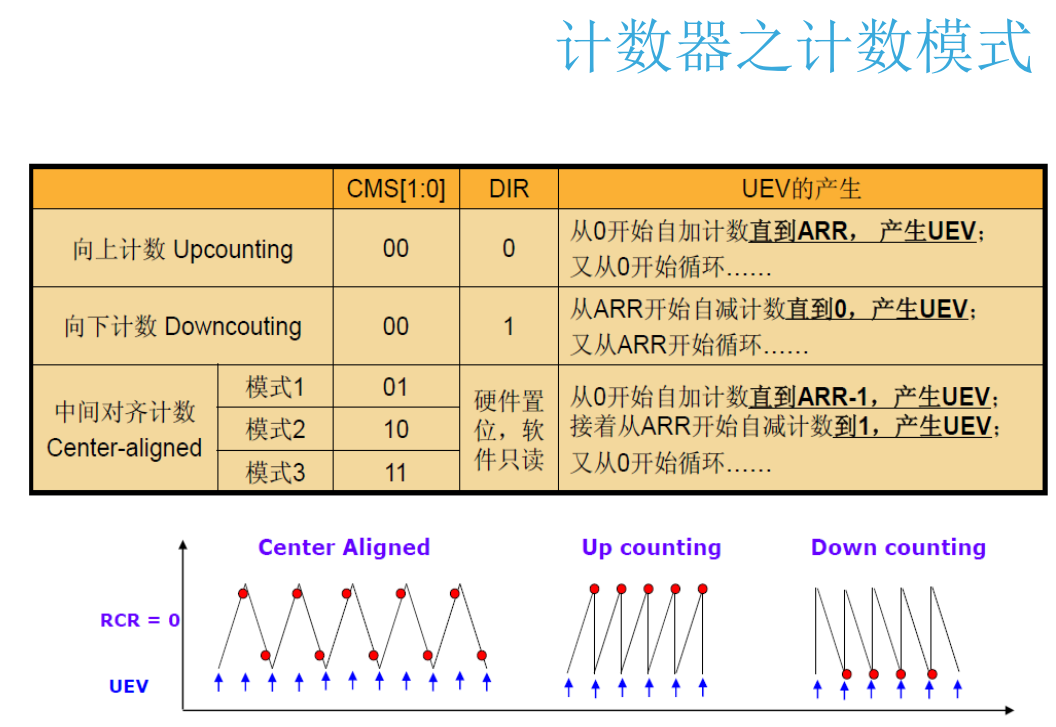 计数器之计数模式
CMS[1:0] DIR UEV的产生
向上计数 Upcounting 00 0 从0开始自加计数直到ARR， 产生UEV；
又从0开始循环……
向下计数 Downcouting 00 1 从ARR开始自减计数直到0，产生UEV；
又从ARR开始循环……
中间对齐计数
Center-aligned
模式1 01
模式2 10
模式3 11
硬件置
位，软
件只读
从0开始自加计数直到ARR-1，产生UEV；
接着从ARR开始自减计数到1，产生UEV；
又从0开始循环……
Center Aligned Up counting Down counting
RCR = 0
UEV